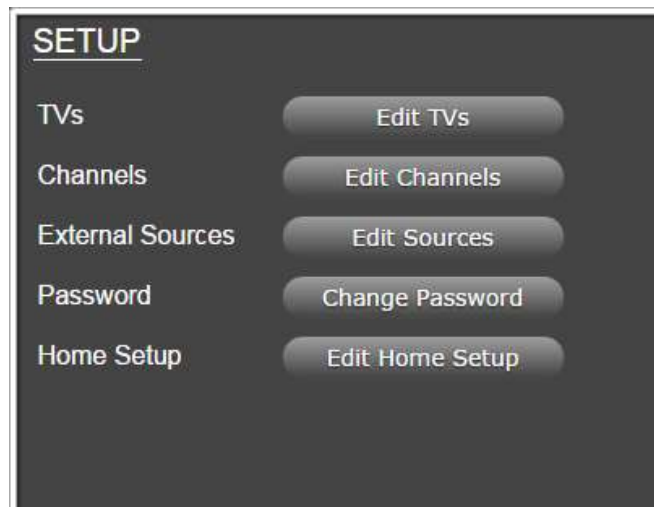 SETUP
TVs Edit TVs
Channels Edit Channels
External Sources Edit Sources
Password Change Password
Home Setup Edit Home Setup